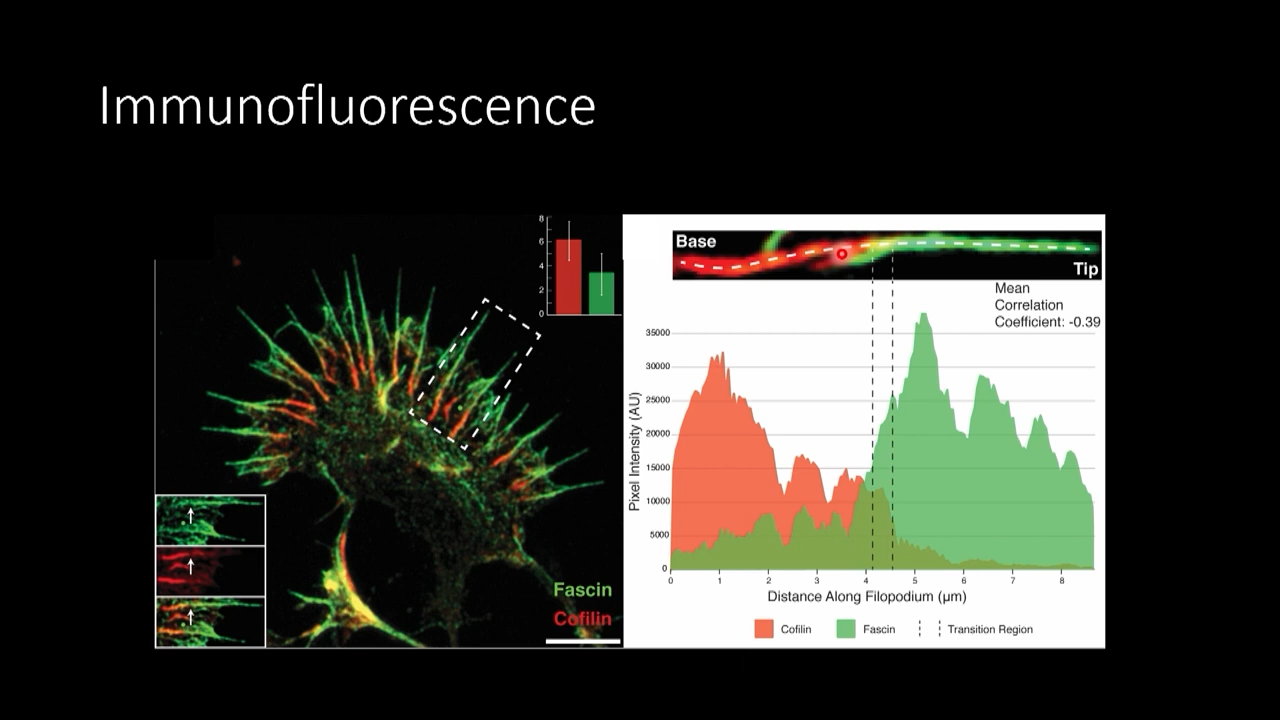 Immunofluorescence
8
6
4
2
0
Fascin
Cofilin
Base
Tip
Mean
Correlation
Coefficient: -0.39
Pixel Intensity (AU)
35000
30000
25000
20000
15000
10000
5000
0
0 1 2 3 4 5 6 7 8
Distance Along Filopodium (µm)
Cofilin Fascin Transition Region